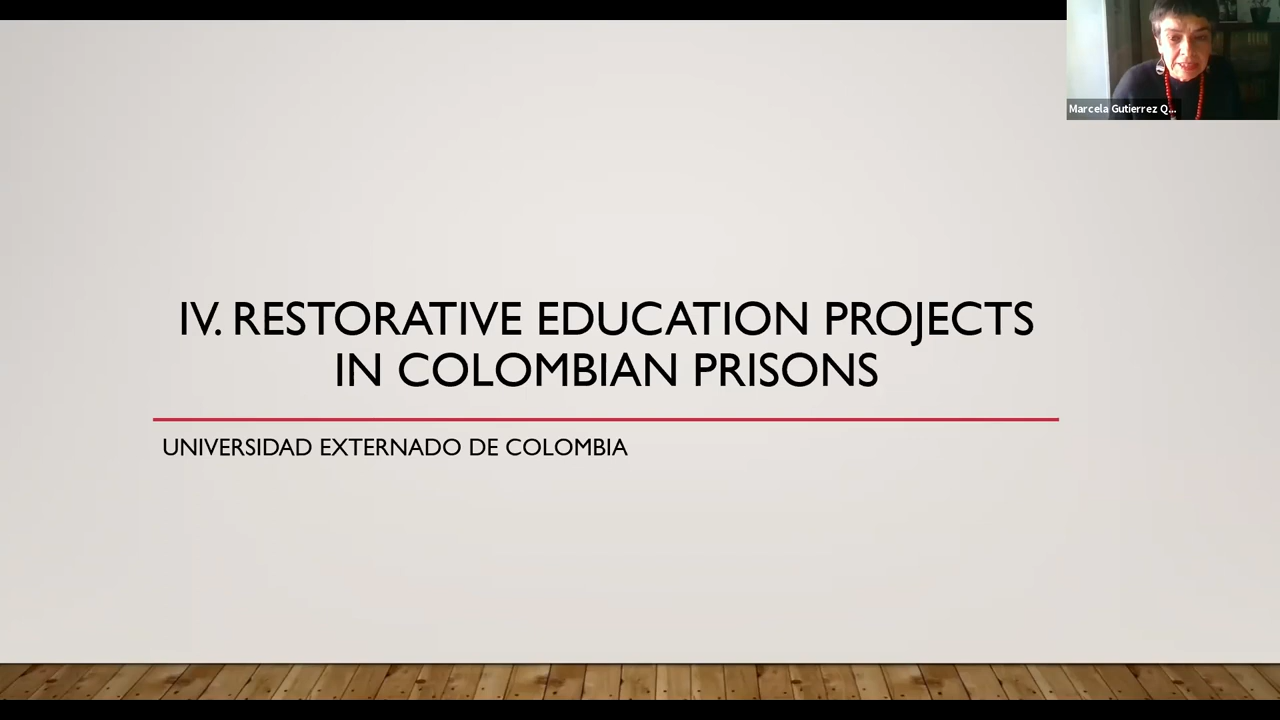 Marcela Gutierrez Q...
IV. RESTORATIVE EDUCATION PROJECTS
IN COLOMBIAN PRISONS
UNIVERSIDAD EXTERNADO DE COLOMBIA